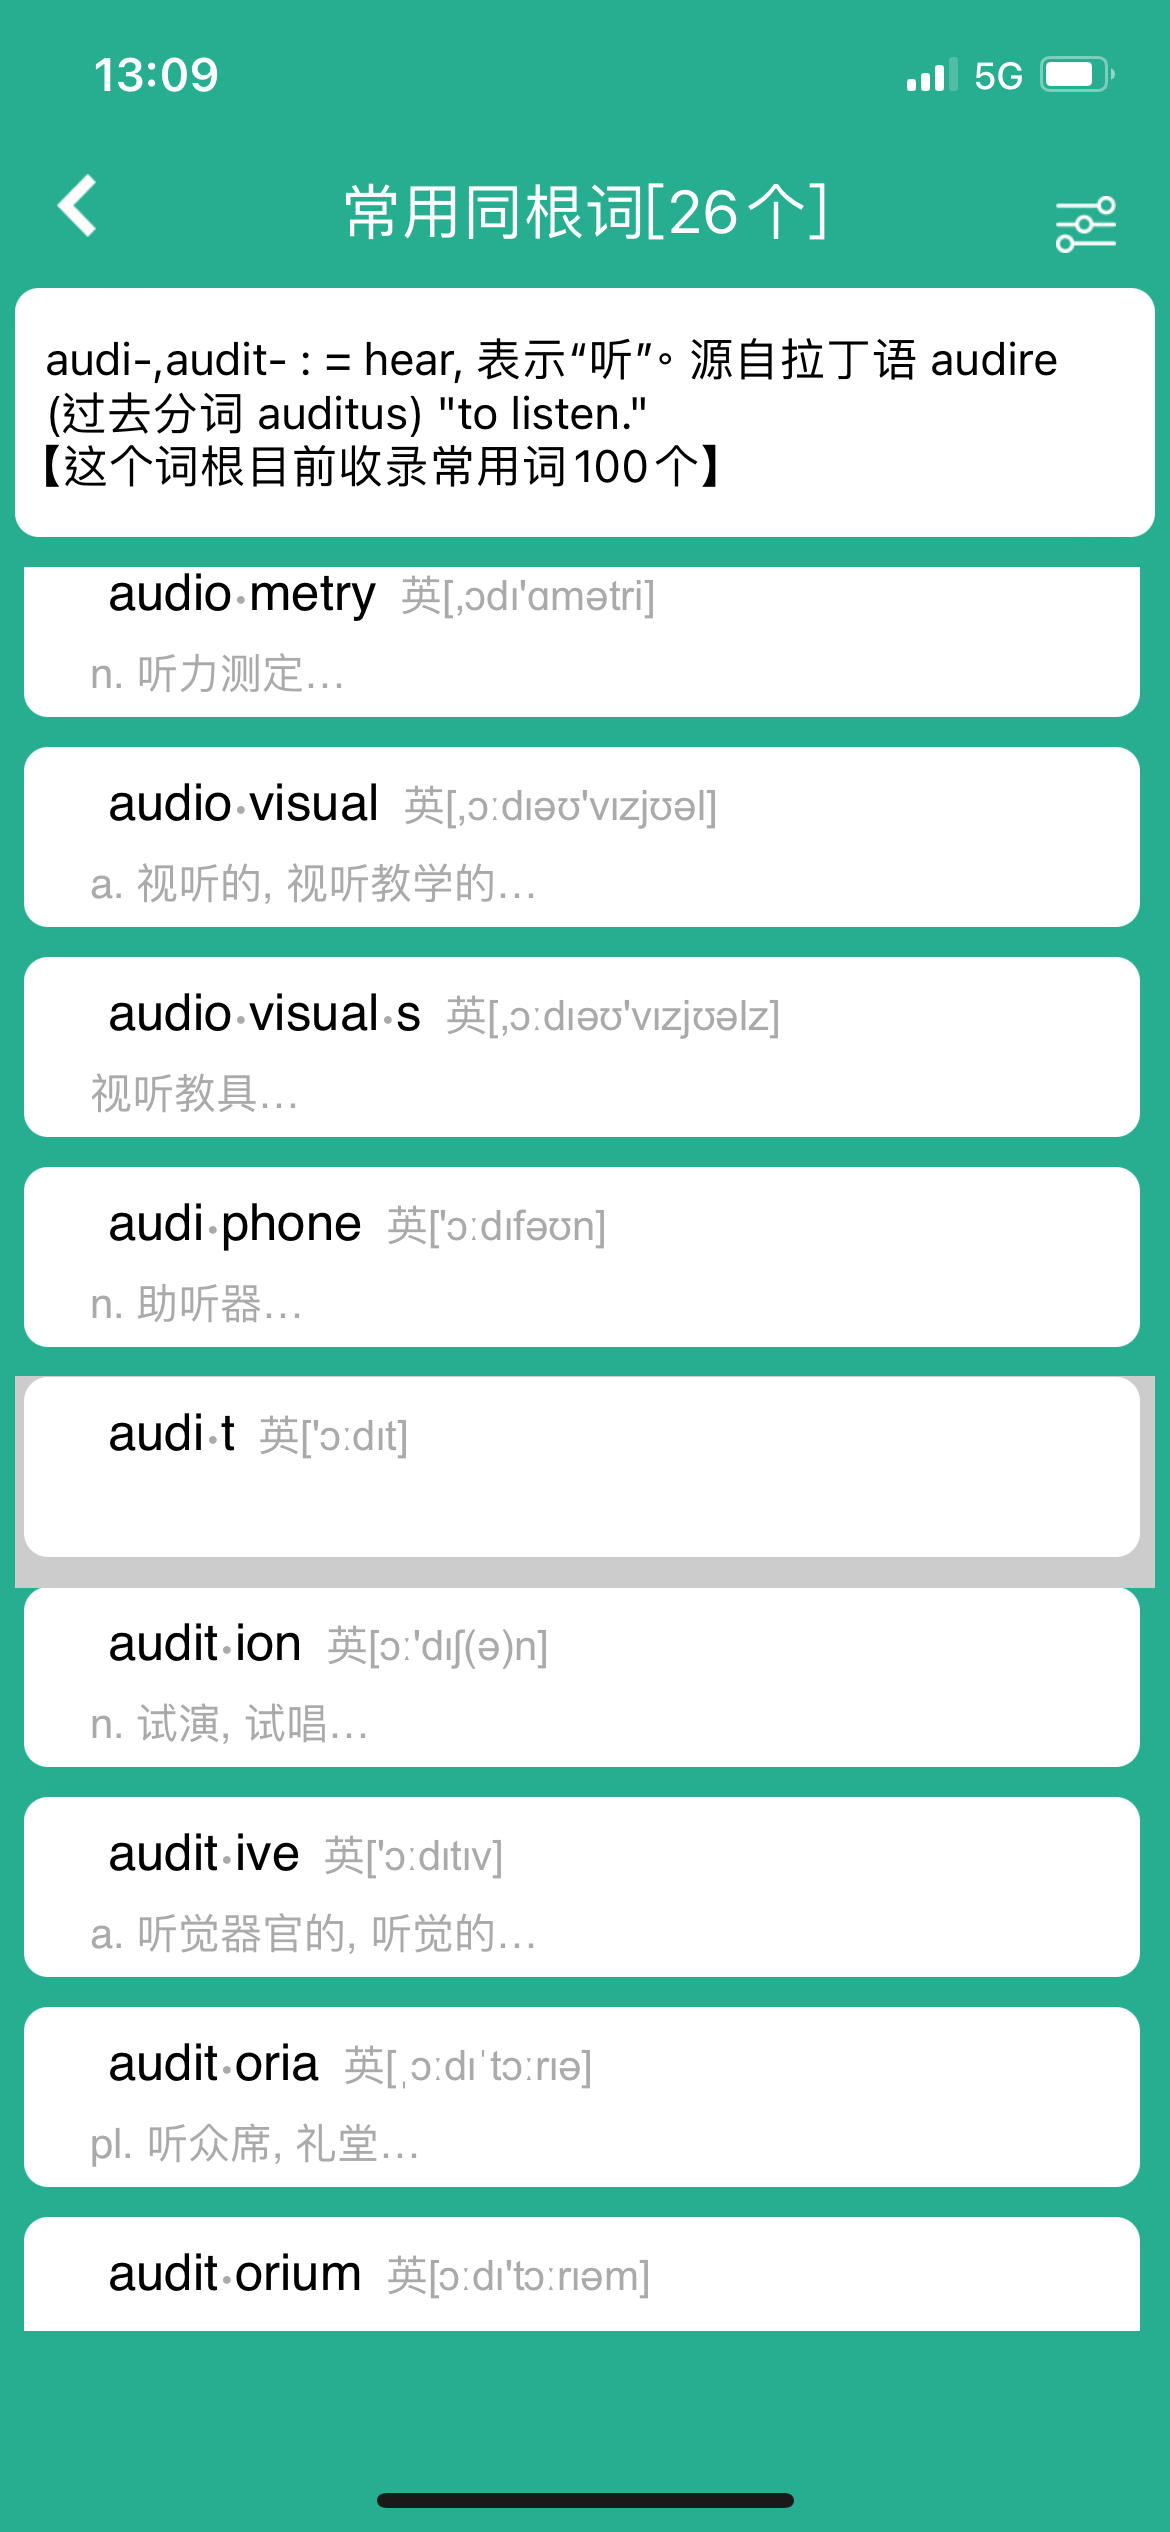 13:09
5G
常用同根词[26个]
audi-,audit- : = hear, 表示“听”。源自拉丁语 audire
(过去分词 auditus) "to listen."
【这个词根目前收录常用词100个】
audio·metry 英[,ɔdɪ'ɑmətri]
n. 听力测定...
audio·visual 英[,ɔːdɪəʊ'vɪzjʊəl]
a. 视听的, 视听教学的...
audio·visual·s 英[,ɔːdɪəʊ'vɪzjʊəlz]
视听教具...
audi·phone 英['ɔːdɪfəʊn]
n. 助听器...
audi·t 英['ɔːdɪt]
audit·ion 英[ɔː'dɪʃ(ə)n]
n. 试演, 试唱...
audit·ive 英['ɔːdɪtɪv]
a. 听觉器官的, 听觉的...
audit·oria 英[ˌɔːdɪˈtɔːrɪə]
pl. 听众席, 礼堂...
audit·orium 英[ɔːdɪ'tɔːrɪəm]